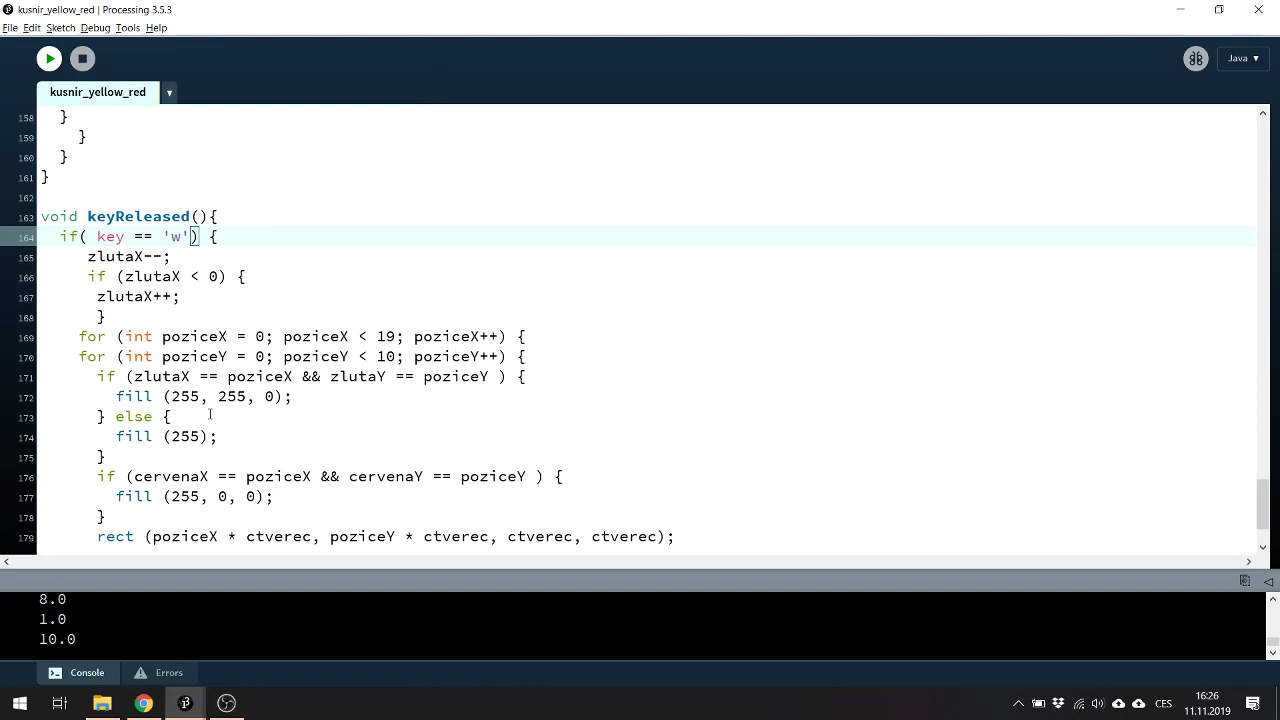 kusnir_yellow_red | Processing 3.5.3
File Edit Sketch Debug Tools Help
Java ▼
kusnir_yellow_red ▼
158 }
159 }
160 }
161 }
162
163 void keyReleased(){
164 if( key == 'w') {
165 zlutaX--;
166 if (zlutaX < 0) {
167 zlutaX++;
168 }
169 for (int poziceX = 0; poziceX < 19; poziceX++) {
170 for (int poziceY = 0; poziceY < 10; poziceY++) {
171 if (zlutaX == poziceX && zlutaY == poziceY ) {
172 fill (255, 255, 0);
173 } else {
174 fill (255);
175 }
176 if (cervenaX == poziceX && cervenaY == poziceY ) {
177 fill (255, 0, 0);
178 }
179 rect (poziceX * ctverec, poziceY * ctverec, ctverec, ctverec);
8.0
1.0
10.0
Console Errors
CES
16:26
11.11.2019